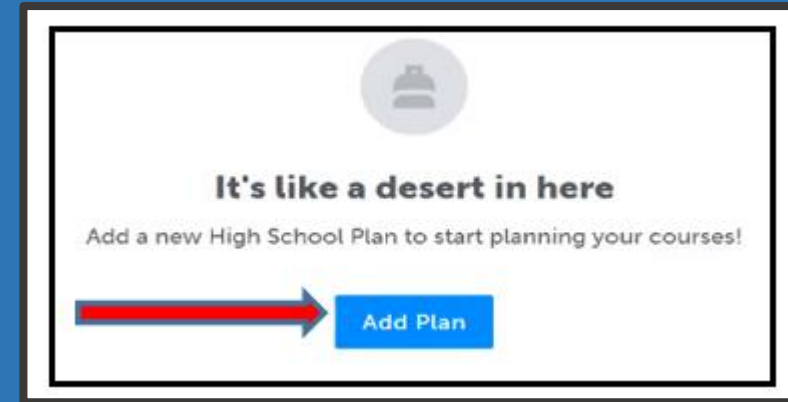 It's like a desert in here
Add a new High School Plan to start planning your courses!
Add Plan